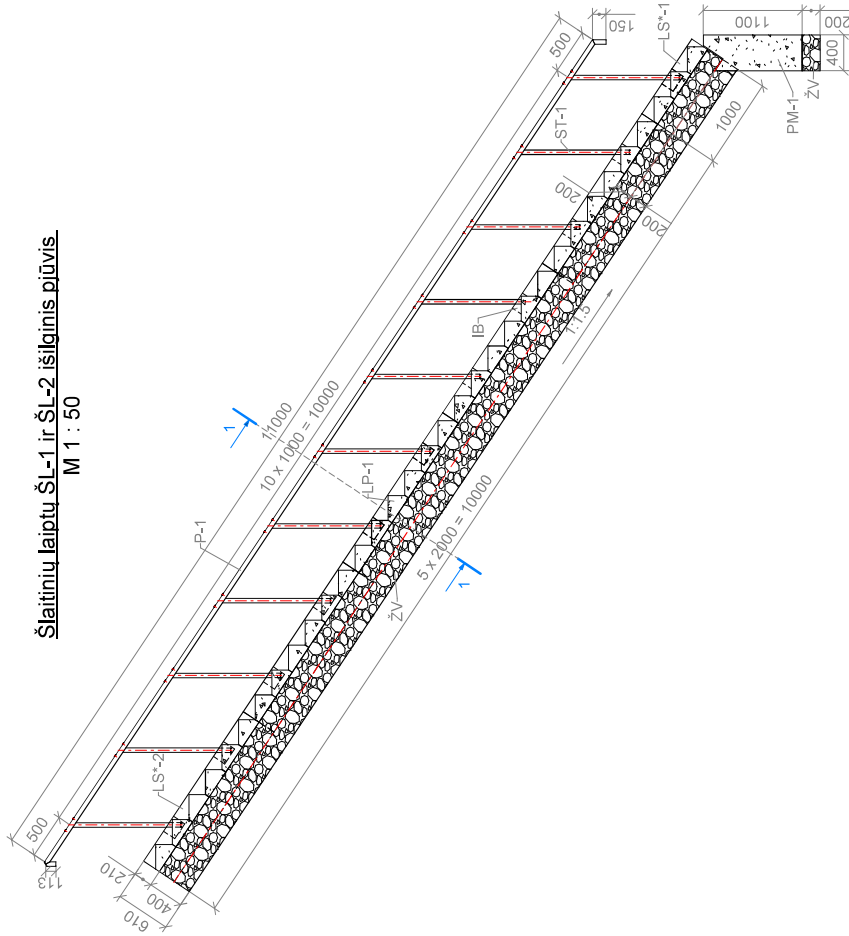 Šlaitinių laiptų ŠL-1 ir ŠL-2 išilginis pjūvis
M 1 : 50
150
500
LS*-1
1100
200
400
PM-1
ŽV
1000
ST-1
200
200
IB
1:1.5
11000
10 x 1000 = 10000
1
LP-1
5 x 2000 = 10000
1
P-1
ŽV
LS*-2
500
113
210
400
610